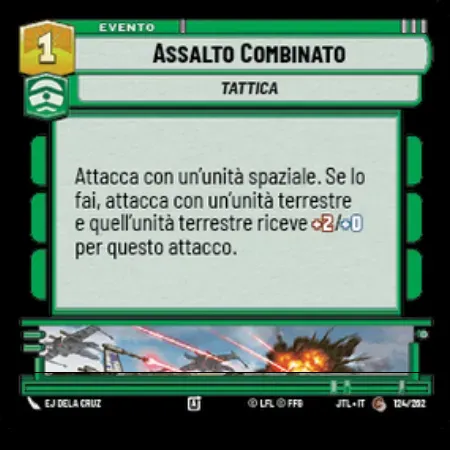 EVENTO
1
ASSALTO COMBINATO
TATTICA
Attacca con un'unità spaziale. Se lo
fai, attacca con un'unità terrestre
e quell'unità terrestre riceve +2/+0
per questo attacco.
EJ DELA CRUZ
Ⓒ LFL Ⓒ FFG
JTL • IT
124/262